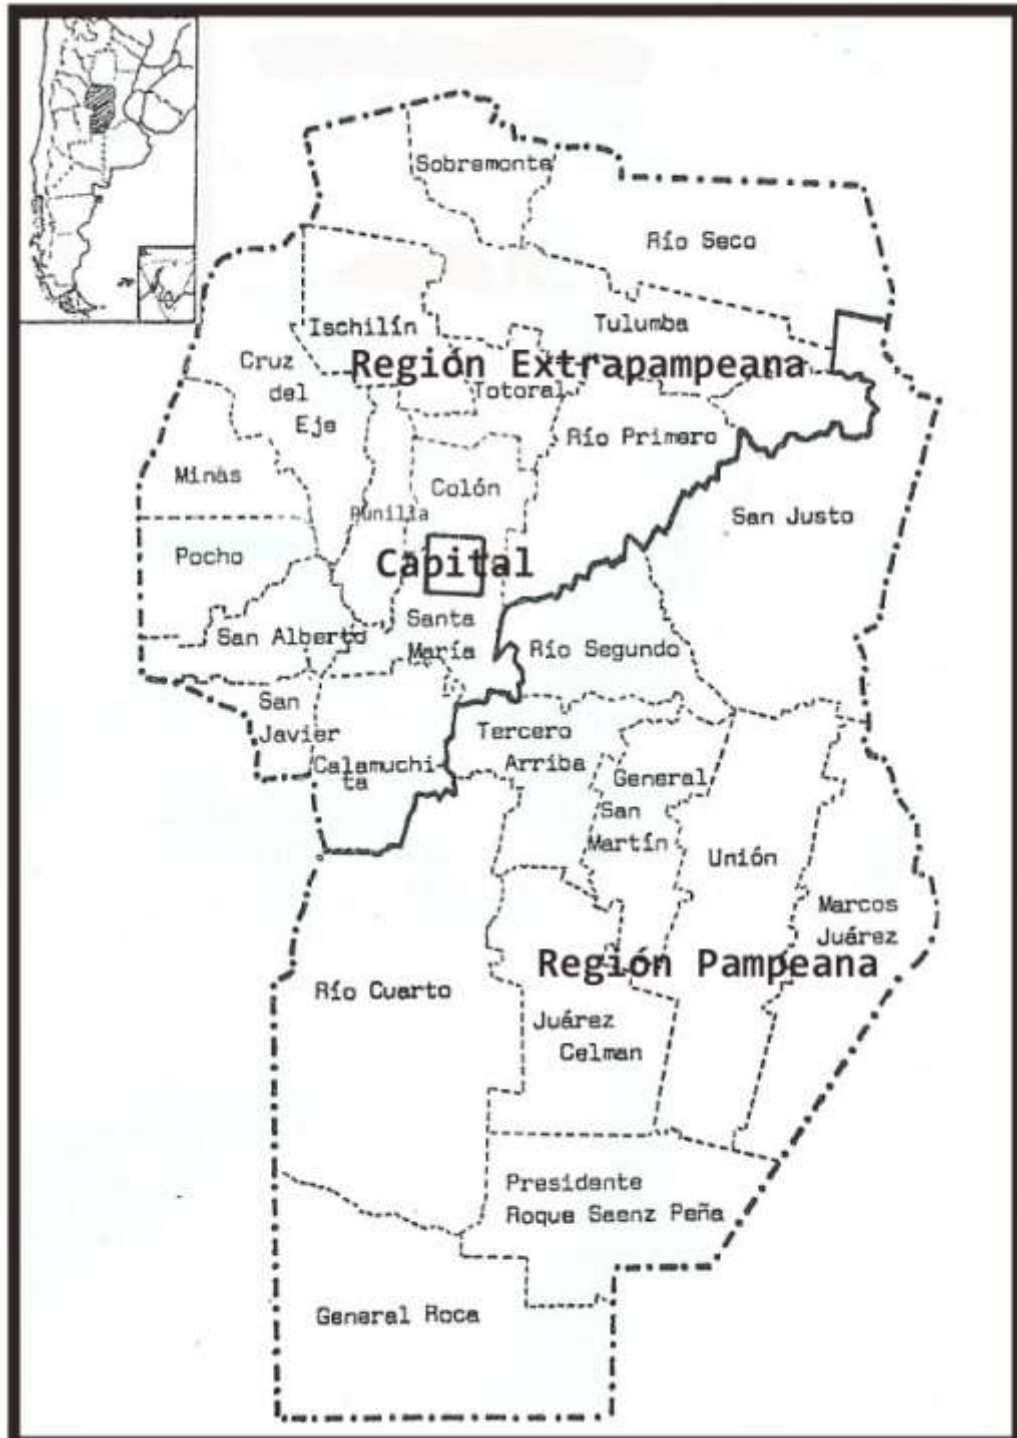 Sobremonte
Río Seco
Ischilín
Tulumba
Región Extrapampeana
Cruz
del
Eje
Totoral
Río Primero
Minas
Colón
Punilla
San Justo
Pocho
Capital
San Alberto
Santa
María
Río Segundo
San
Javier
Tercero
Arriba
Calamuchi-
ta
General
San
Martín
Unión
Marcos
Juárez
Región Pampeana
Río Cuarto
Juárez
Celman
Presidente
Roque Saenz Peña
General Roca